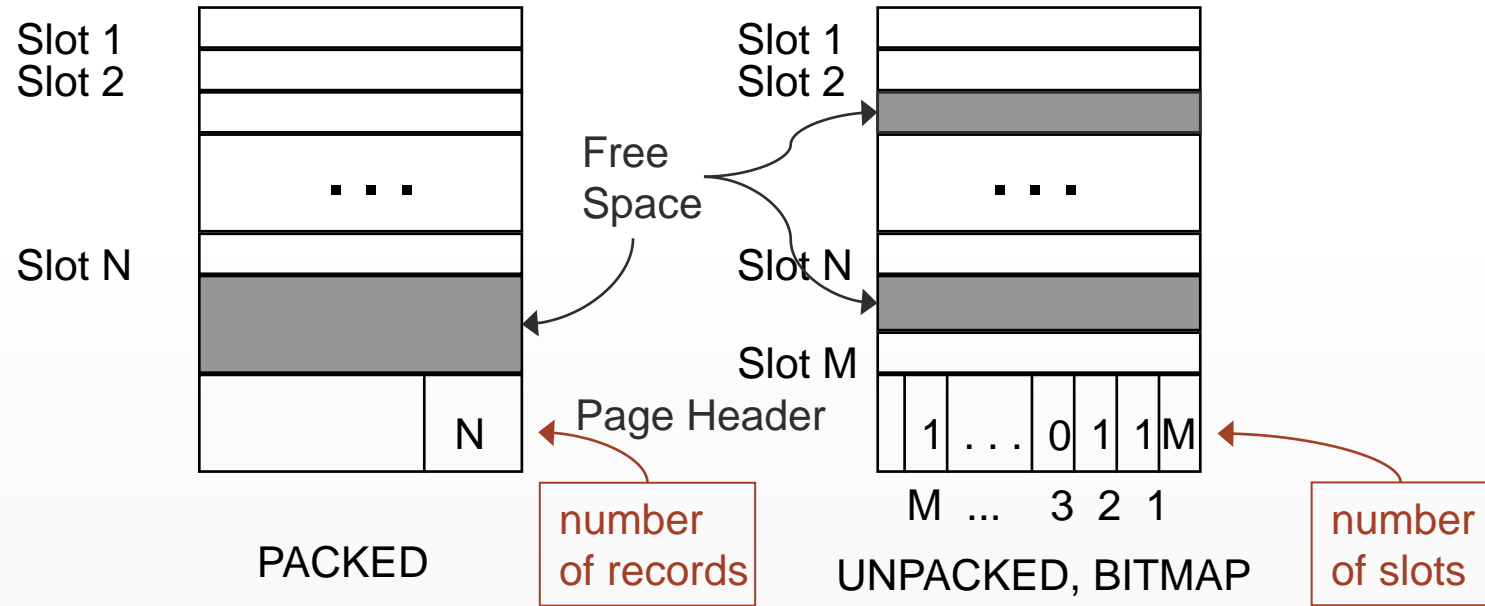 Slot 1
Slot 2
. . .
Slot N
N
PACKED
Free
Space
Page Header
number
of records
Slot 1
Slot 2
. . .
Slot N
Slot M
1 . . . 0 1 1 M
M ... 3 2 1
UNPACKED, BITMAP
number
of slots